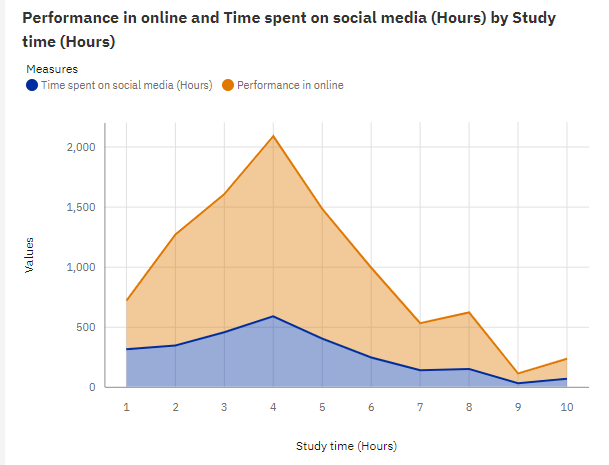 Performance in online and Time spent on social media (Hours) by Study
time (Hours)
Measures
Time spent on social media (Hours) Performance in online
2,000
1,500
1,000
500
0
Values
1 2 3 4 5 6 7 8 9 10
Study time (Hours)